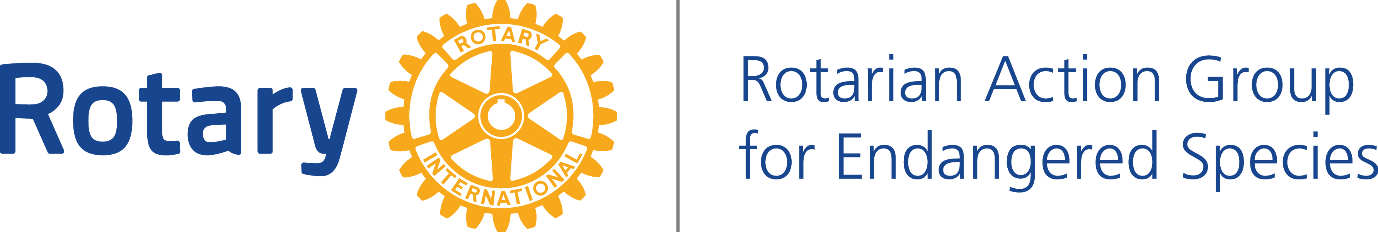 Rotary
ROTARY
INTERNATIONAL
Rotarian Action Group
for Endangered Species